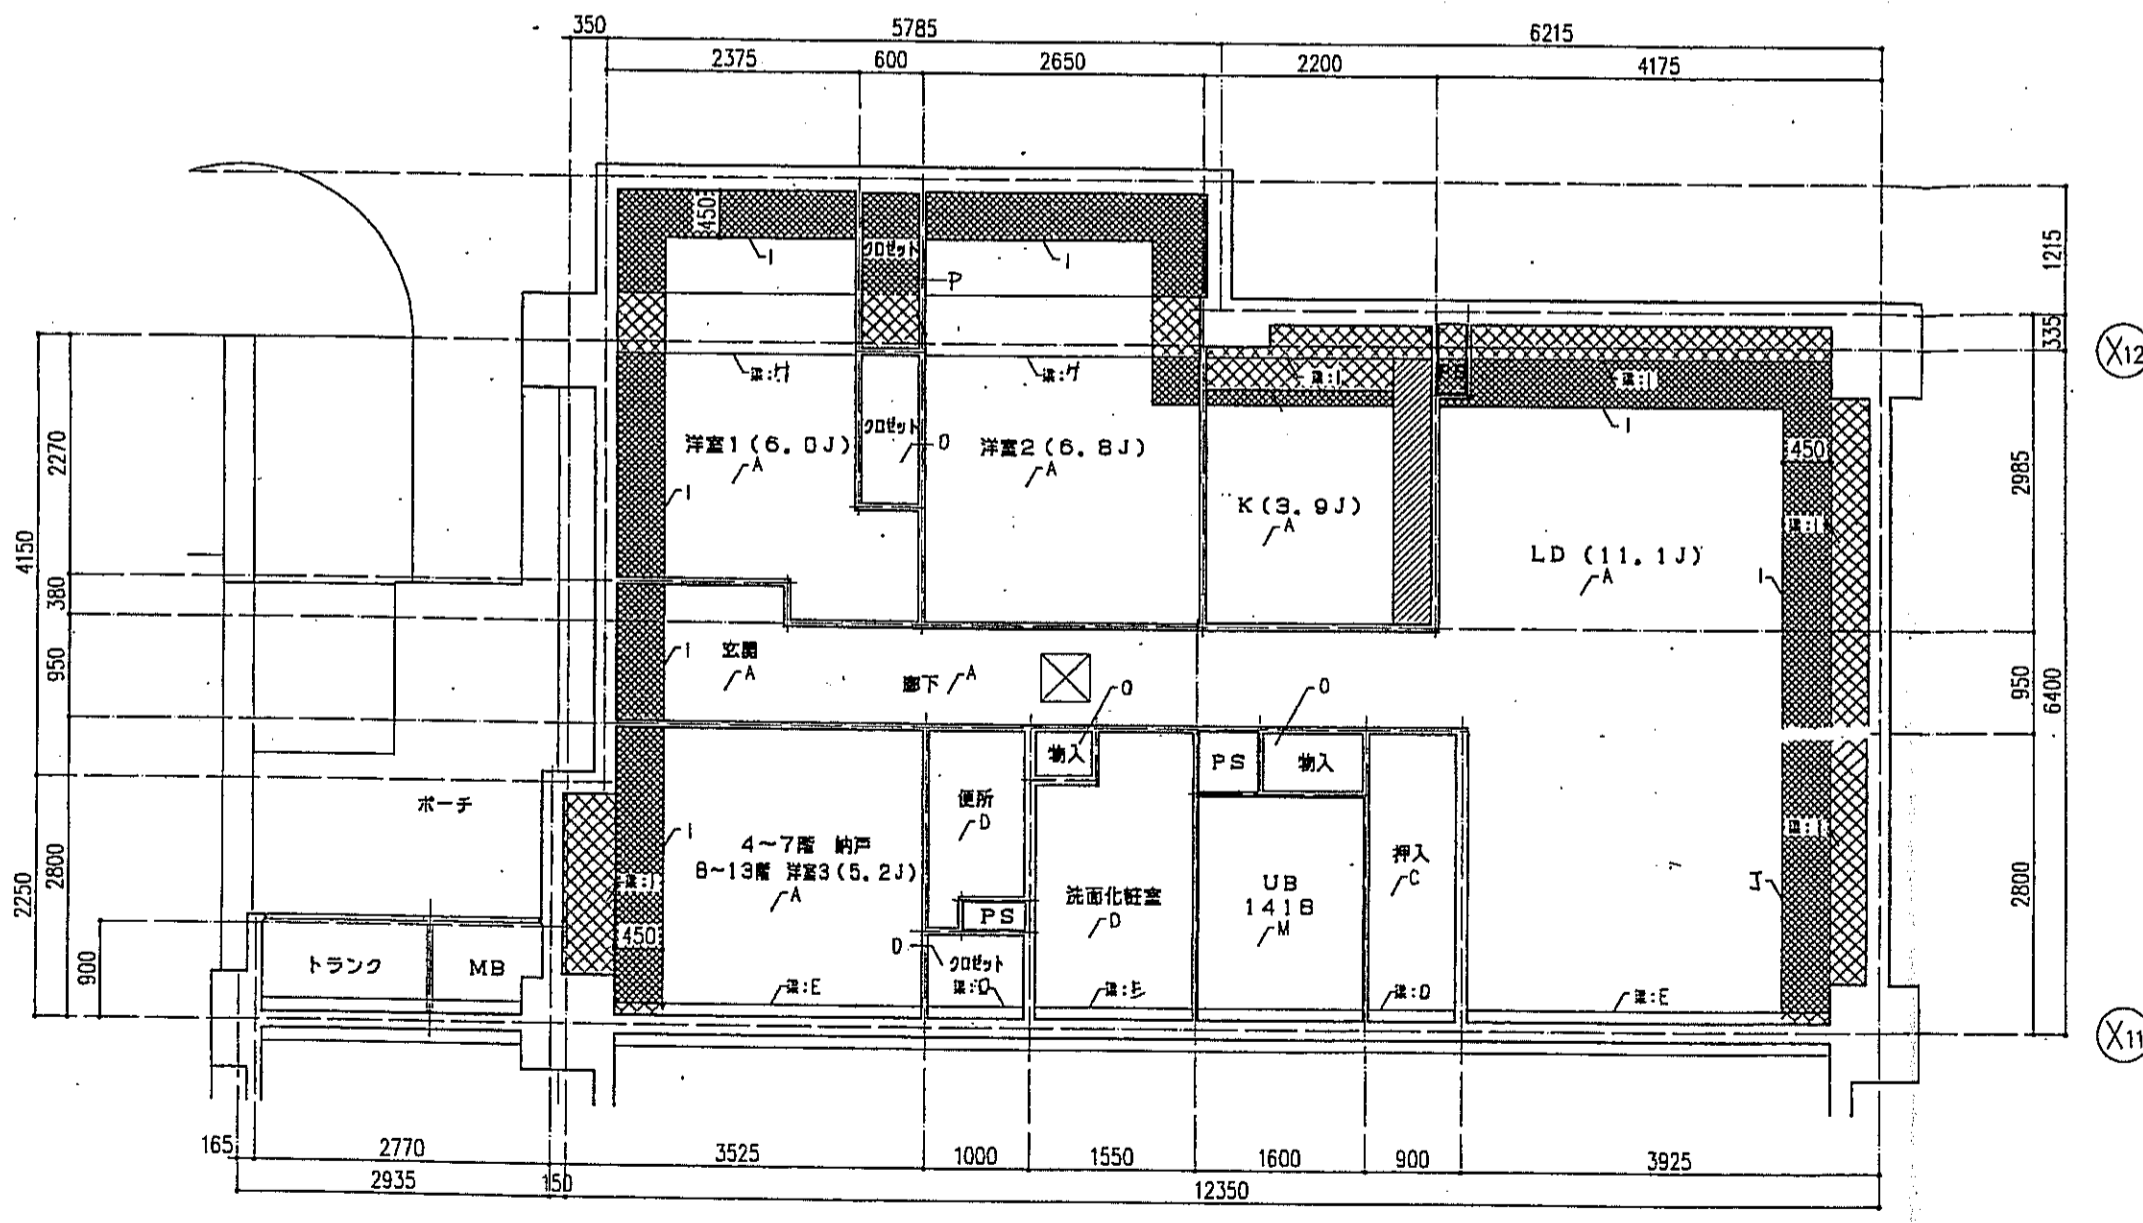 350
5785
6215
2375
600
2650
2200
4175
450
クロゼット
I
I
P
1215
335
X12
梁:サ
梁:ケ
梁:I
梁:I
I
洋室1(6.0J)
A
クロゼット
O
洋室2(6.8J)
A
450
2270
2985
I
K(3.9J)
A
梁:I
LD (11.1J)
A
I
4150
380
950
I
玄関
A
廊下
A
O
O
950
6400
物入
PS
物入
ポーチ
便所
D
I
4~7階 納戸
8~13階 洋室3(5.2J)
A
押入
C
梁:I
J
2250
2800
2800
梁:I
450
洗面化粧室
D
UB
1418
M
PS
O
クロゼット
梁:O
900
トランク
MB
梁:E
梁:E
梁:O
梁:E
X11
165
2770
3525
1000
1550
1600
900
3925
2935
150
12350